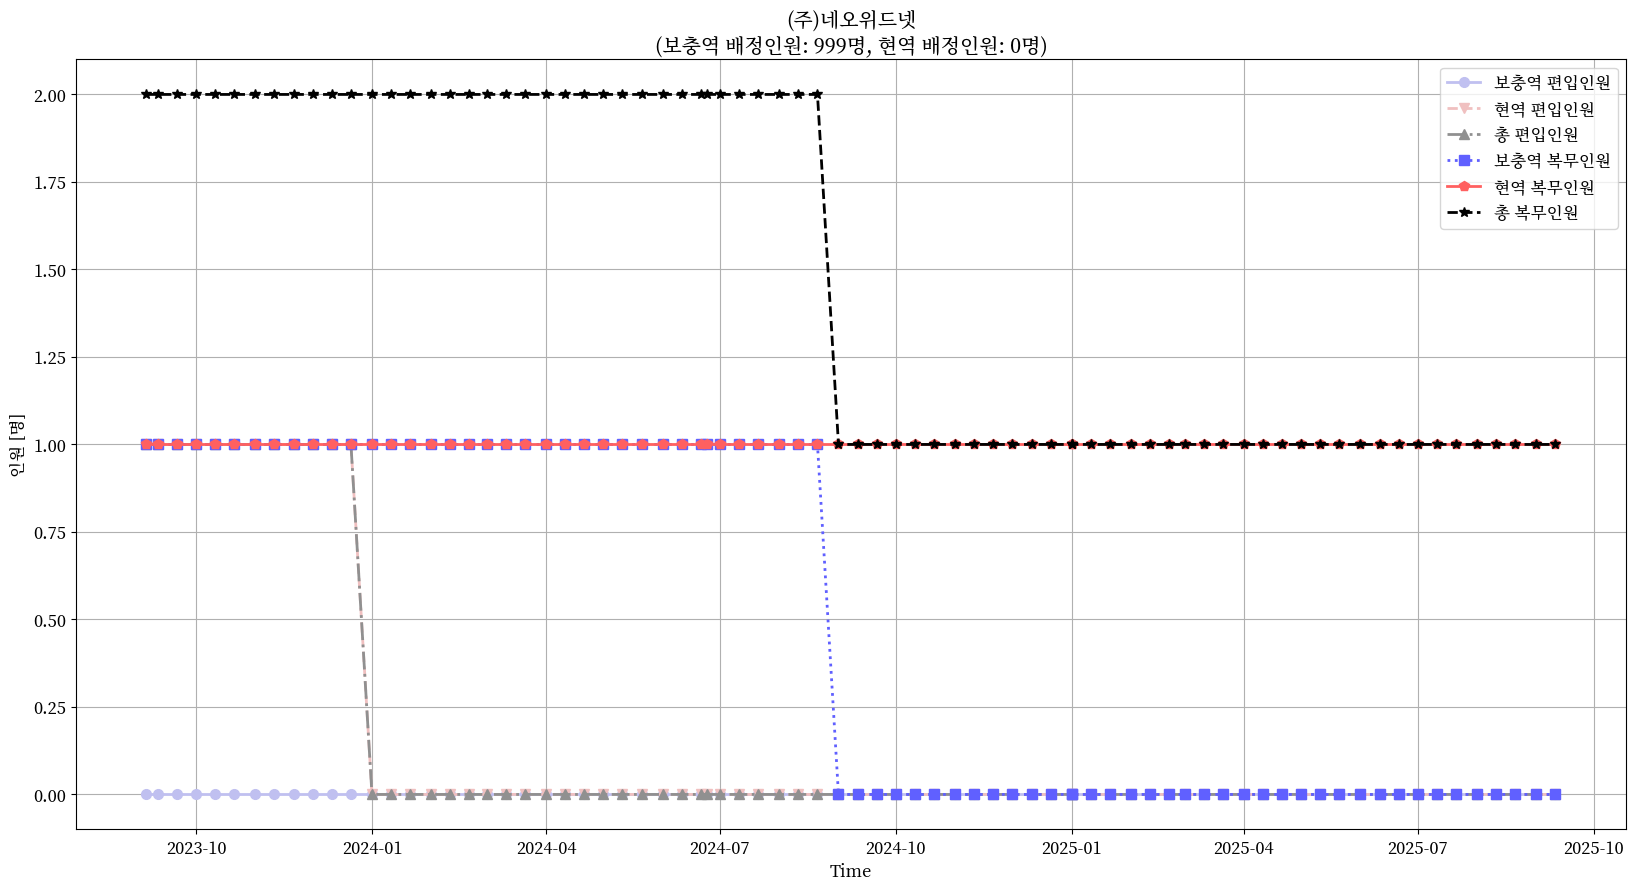 (주)네오위드넷
(보충역 배정인원: 999명, 현역 배정인원: 0명)
보충역 편입인원
현역 편입인원
총 편입인원
보충역 복무인원
현역 복무인원
총 복무인원
인원 [명]
2.00
1.75
1.50
1.25
1.00
0.75
0.50
0.25
0.00
2023-10
2024-01
2024-04
2024-07
2024-10
2025-01
2025-04
2025-07
2025-10
Time